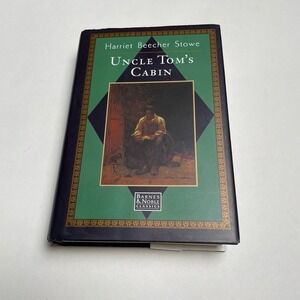 Harriet Beecher Stowe
UNCLE TOM'S
CABIN
BARNES
& NOBLE
CLASSICS